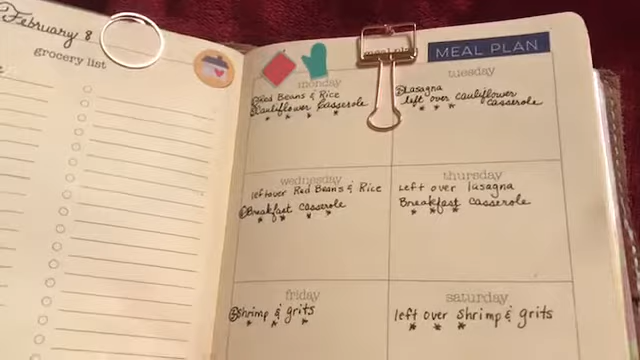 February 8
grocery list
meal plan
MEAL PLAN
monday
Red Beans & Rice
Cauliflower Casserole
tuesday
Lasagna
left over cauliflower
casserole
wednesday
leftover Red Beans & Rice
Breakfast Casserole
thursday
Left over lasagna
Breakfast Casserole
friday
Shrimp & grits
saturday
left over shrimp & grits